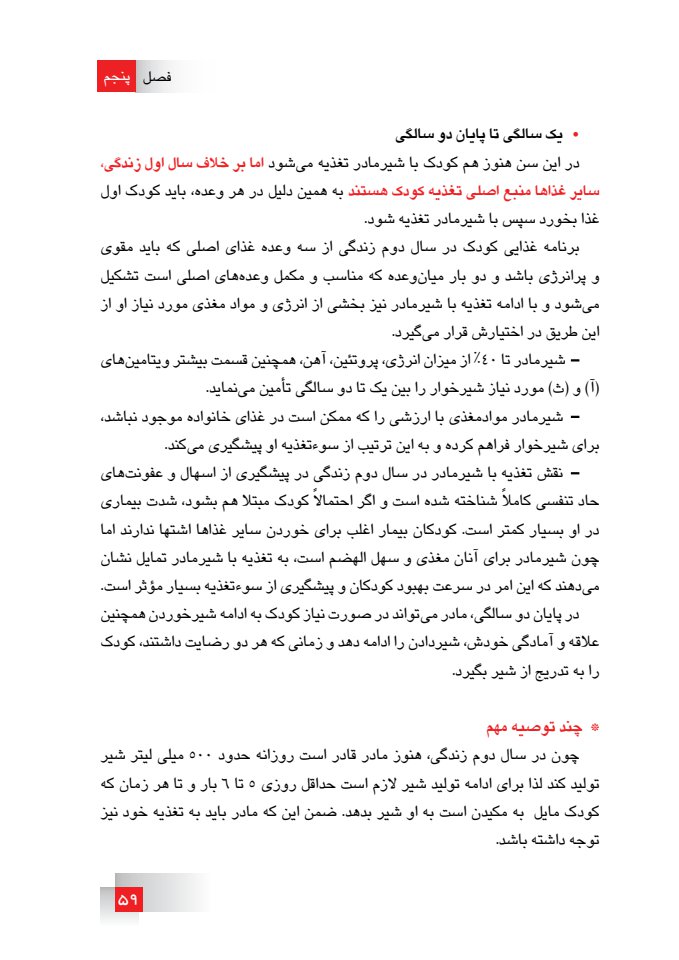 فصل پنجم
• یک سالگی تا پایان دو سالگی
در این سن هنوز هم کودک با شیرمادر تغذیه می‌شود اما بر خلاف سال اول زندگی،
سایر غذاها منبع اصلی تغذیه کودک هستند به همین دلیل در هر وعده، باید کودک اول
غذا بخورد سپس با شیرمادر تغذیه شود.
برنامه غذایی کودک در سال دوم زندگی از سه وعده غذای اصلی که باید مقوی
و پرانرژی باشد و دو بار میان‌وعده که مناسب و مکمل وعده‌های اصلی است تشکیل
می‌شود و با ادامه تغذیه با شیرمادر نیز بخشی از انرژی و مواد مغذی مورد نیاز او از
این طریق در اختیارش قرار می‌گیرد.
– شیرمادر تا ۴۰٪ از میزان انرژی، پروتئین، آهن، همچنین قسمت بیشتر ویتامین‌های
(آ) و (ث) مورد نیاز شیرخوار را بین یک تا دو سالگی تأمین می‌نماید.
– شیرمادر موادمغذی با ارزشی را که ممکن است در غذای خانواده موجود نباشد،
برای شیرخوار فراهم کرده و به این ترتیب از سوءتغذیه او پیشگیری می‌کند.
– نقش تغذیه با شیرمادر در سال دوم زندگی در پیشگیری از اسهال و عفونت‌های
حاد تنفسی کاملاً شناخته شده است و اگر احتمالاً کودک مبتلا هم بشود، شدت بیماری
در او بسیار کمتر است. کودکان بیمار اغلب برای خوردن سایر غذاها اشتها ندارند اما
چون شیرمادر برای آنان مغذی و سهل الهضم است، به تغذیه با شیرمادر تمایل نشان
می‌دهند که این امر در سرعت بهبود کودکان و پیشگیری از سوءتغذیه بسیار مؤثر است.
در پایان دو سالگی، مادر می‌تواند در صورت نیاز کودک به ادامه شیرخوردن همچنین
علاقه و آمادگی خودش، شیردادن را ادامه دهد و زمانی که هر دو رضایت داشتند، کودک
را به تدریج از شیر بگیرد.
* چند توصیه مهم
چون در سال دوم زندگی، هنوز مادر قادر است روزانه حدود ۵۰۰ میلی لیتر شیر
تولید کند لذا برای ادامه تولید شیر لازم است حداقل روزی ۵ تا ۶ بار و تا هر زمان که
کودک مایل به مکیدن است به او شیر بدهد. ضمن این که مادر باید به تغذیه خود نیز
توجه داشته باشد.
۵۹